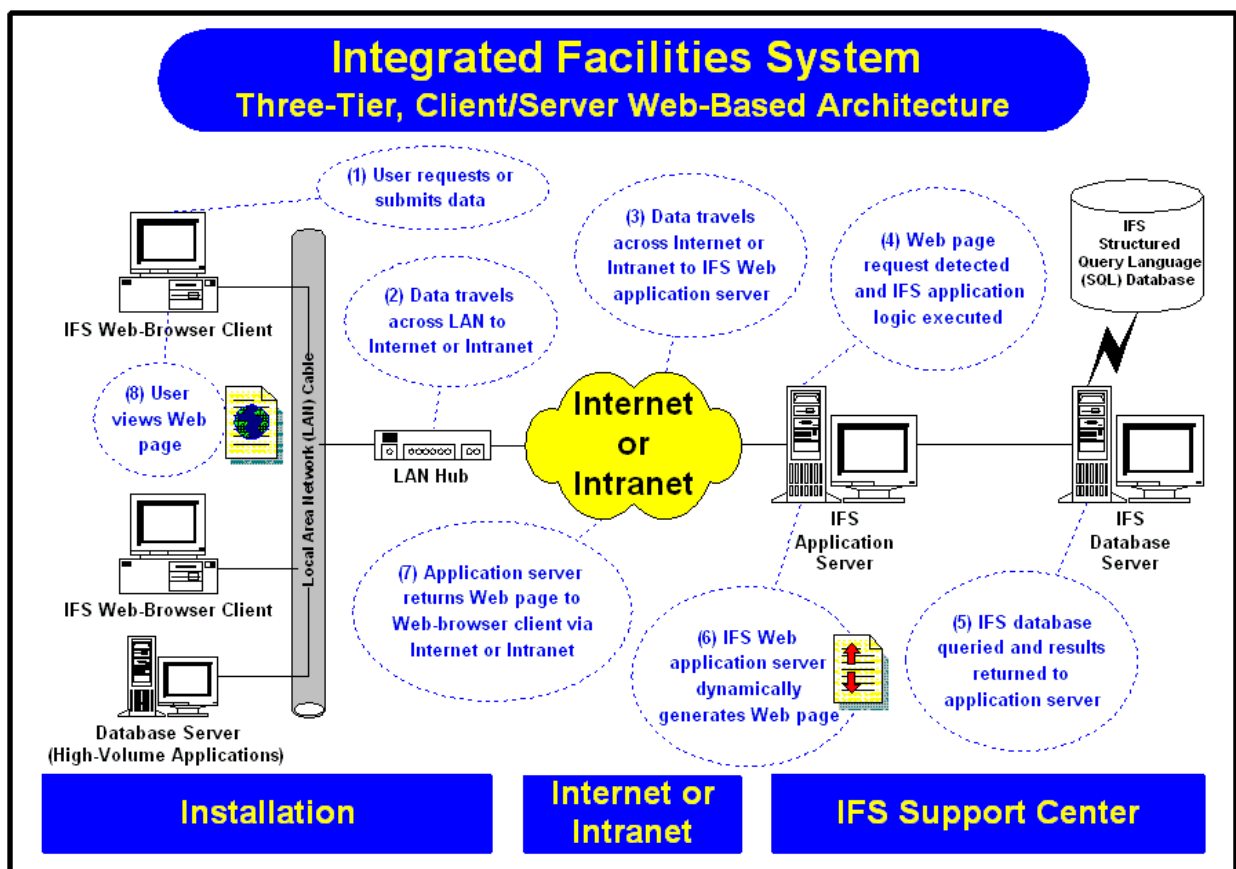 Integrated Facilities System
Three-Tier, Client/Server Web-Based Architecture
(1) User requests or
submits data
IFS Web-Browser Client
(2) Data travels
across LAN to
Internet or Intranet
(3) Data travels
across Internet or
Intranet to IFS Web
application server
(4) Web page
request detected
and IFS application
logic executed
IFS
Structured
Query Language
(SQL) Database
(8) User
views Web
page
Local Area Network (LAN) Cable
LAN Hub
Internet
or
Intranet
IFS
Application
Server
IFS
Database
Server
IFS Web-Browser Client
(7) Application server
returns Web page to
Web-browser client via
Internet or Intranet
(6) IFS Web
application server
dynamically
generates Web page
(5) IFS database
queried and results
returned to
application server
Database Server
(High-Volume Applications)
Installation
Internet or
Intranet
IFS Support Center